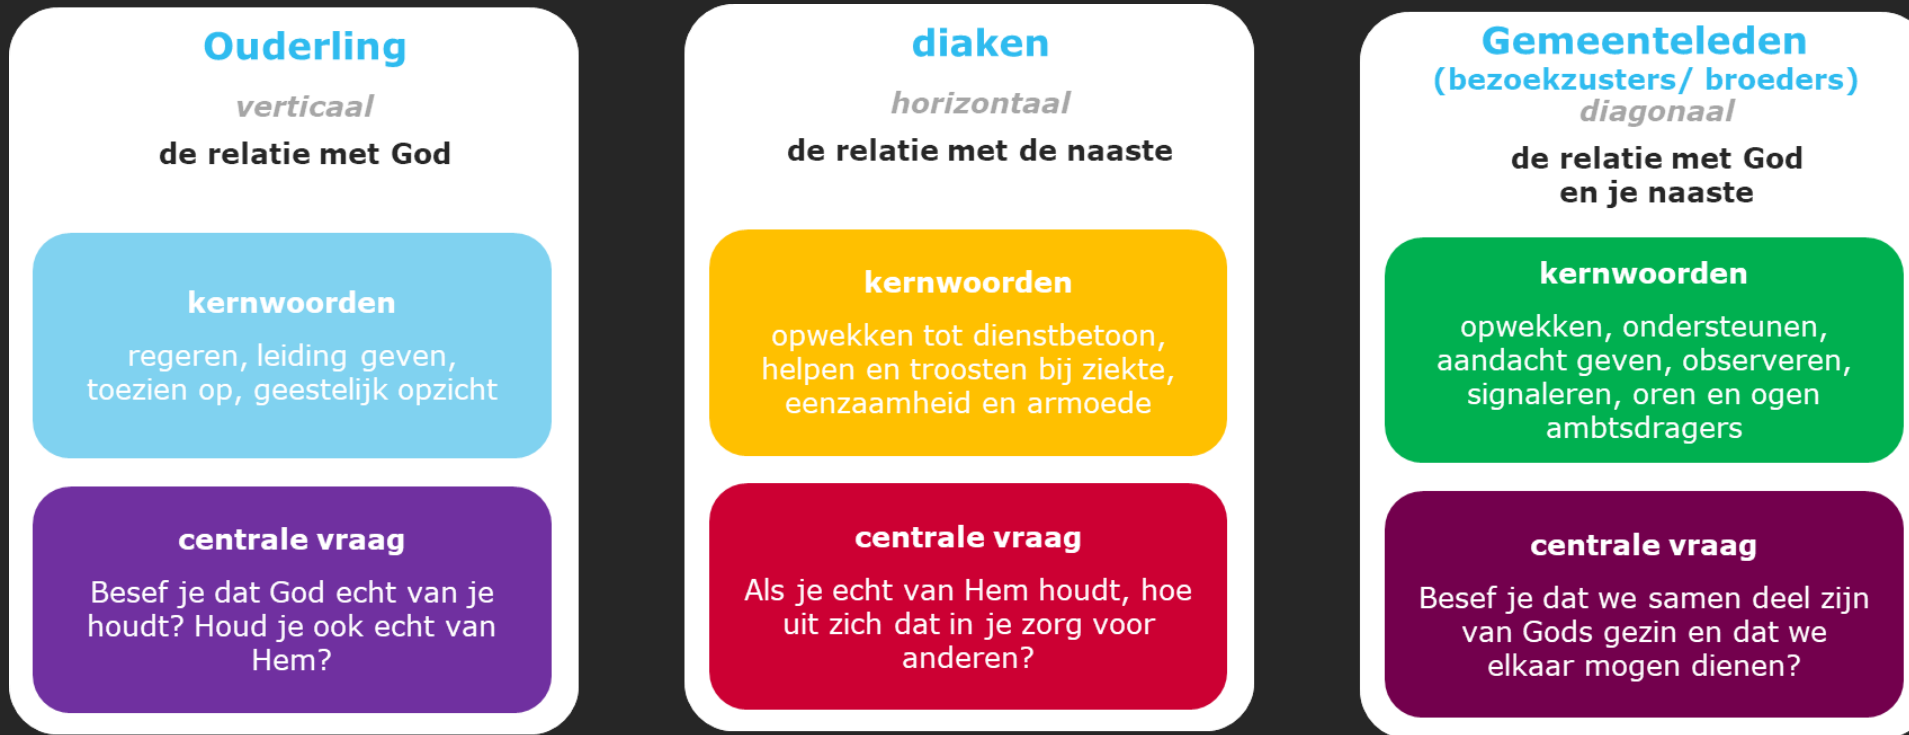 Ouderling
verticaal
de relatie met God
kernwoorden
regeren, leiding geven,
toezien op, geestelijk opzicht
centrale vraag
Besef je dat God echt van je
houdt? Houd je ook echt van
Hem?
diaken
horizontaal
de relatie met de naaste
kernwoorden
opwekken tot dienstbetoon,
helpen en troosten bij ziekte,
eenzaamheid en armoede
centrale vraag
Als je echt van Hem houdt, hoe
uit zich dat in je zorg voor
anderen?
Gemeenteleden
(bezoekzusters/ broeders)
diagonaal
de relatie met God
en je naaste
kernwoorden
opwekken, ondersteunen,
aandacht geven, observeren,
signaleren, oren en ogen
ambtsdragers
centrale vraag
Besef je dat we samen deel zijn
van Gods gezin en dat we
elkaar mogen dienen?